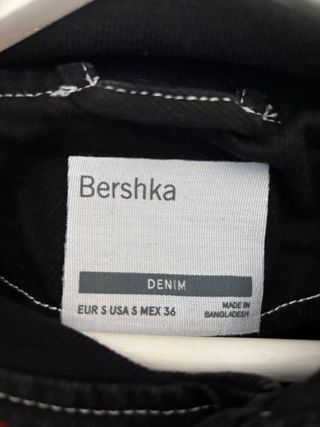 Bershka
DENIM
EUR S USA S MEX 36
MADE IN
BANGLADESH